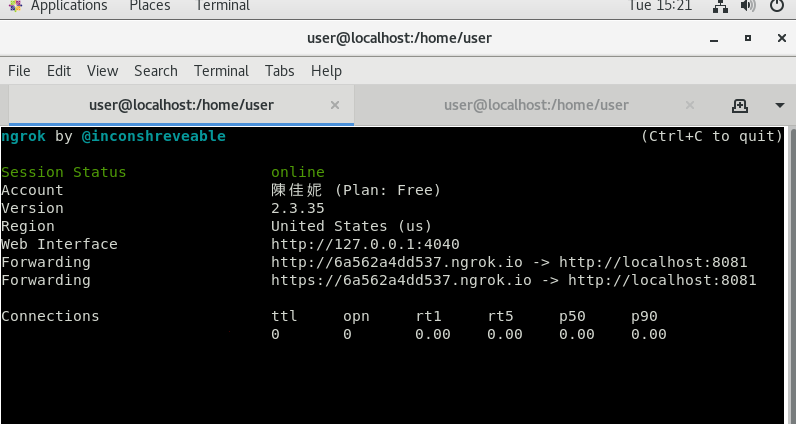 Applications Places Terminal Tue 15:21
user@localhost:/home/user
File Edit View Search Terminal Tabs Help
user@localhost:/home/user × user@localhost:/home/user ×
ngrok by @inconshreveable (Ctrl+C to quit)
Session Status online
Account 陳佳妮 (Plan: Free)
Version 2.3.35
Region United States (us)
Web Interface http://127.0.0.1:4040
Forwarding http://6a562a4dd537.ngrok.io -> http://localhost:8081
Forwarding https://6a562a4dd537.ngrok.io -> http://localhost:8081
Connections ttl opn rt1 rt5 p50 p90
0 0 0.00 0.00 0.00 0.00